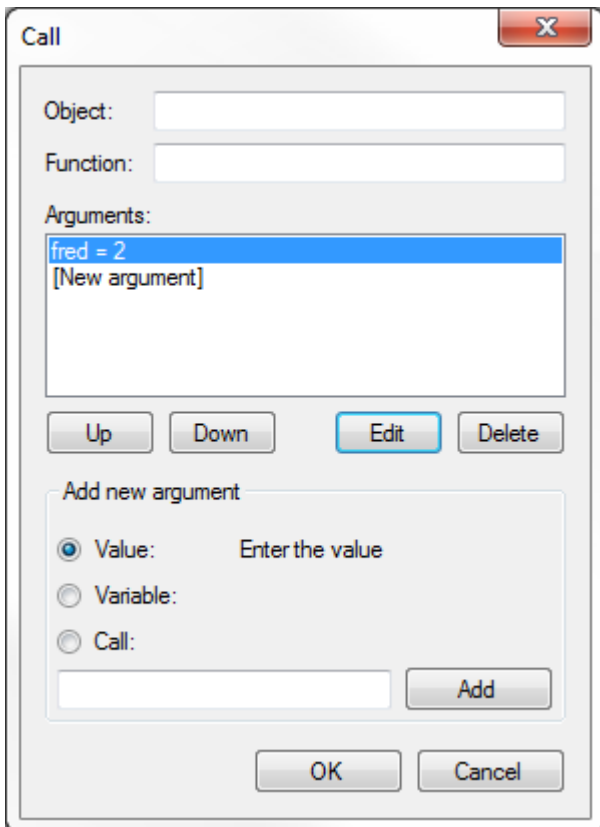 Call
Object:
Function:
Arguments:
fred = 2
[New argument]
Up Down Edit Delete
Add new argument
Value: Enter the value
Variable:
Call:
Add
OK Cancel